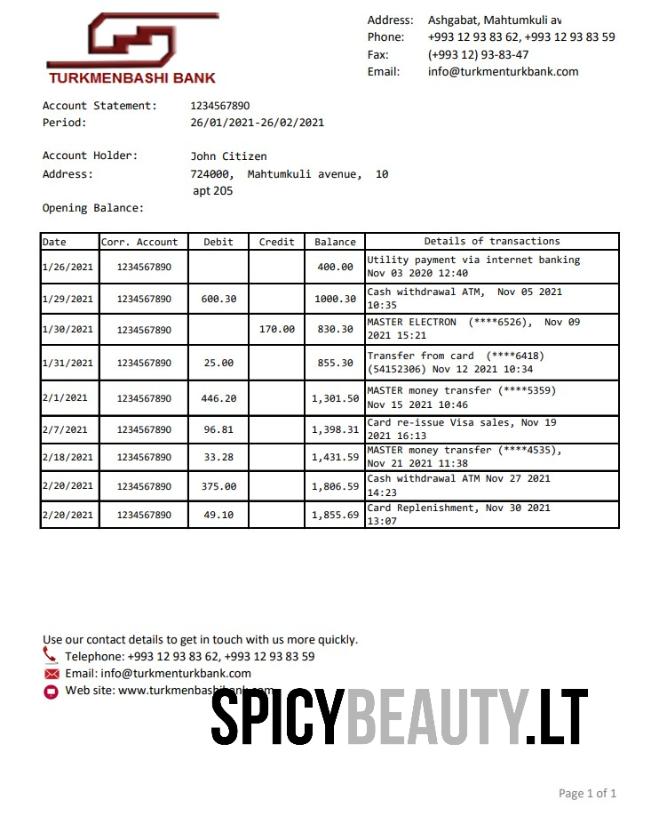 TURKMENBASHI BANK
Address: Ashgabat, Mahtumkuli av
Phone: +993 12 93 83 62, +993 12 93 83 59
Fax: (+993 12) 93-83-47
Email: info@turkmenturkbank.com
Account Statement: 1234567890
Period: 26/01/2021-26/02/2021
Account Holder: John Citizen
Address: 724000, Mahtumkuli avenue, 10
apt 205
Opening Balance:
Date Corr. Account Debit Credit Balance Details of transactions
1/26/2021 1234567890 400.00 Utility payment via internet banking
Nov 03 2020 12:40
1/29/2021 1234567890 600.30 1000.30 Cash withdrawal ATM, Nov 05 2021
10:35
1/30/2021 1234567890 170.00 830.30 MASTER ELECTRON (****6526), Nov 09
2021 15:21
1/31/2021 1234567890 25.00 855.30 Transfer from card (****6418)
(54152306) Nov 12 2021 10:34
2/1/2021 1234567890 446.20 1,301.50 MASTER money transfer (****5359)
Nov 15 2021 10:46
2/7/2021 1234567890 96.81 1,398.31 Card re-issue Visa sales, Nov 19
2021 16:13
2/18/2021 1234567890 33.28 1,431.59 MASTER money transfer (****4535),
Nov 21 2021 11:38
2/20/2021 1234567890 375.00 1,806.59 Cash withdrawal ATM Nov 27 2021
14:23
2/20/2021 1234567890 49.10 1,855.69 Card Replenishment, Nov 30 2021
13:07
Use our contact details to get in touch with us more quickly.
Telephone: +993 12 93 83 62, +993 12 93 83 59
Email: info@turkmenturkbank.com
Web site: www.turkmenbashibank.com
SPICYBEAUTY.LT
Page 1 of 1